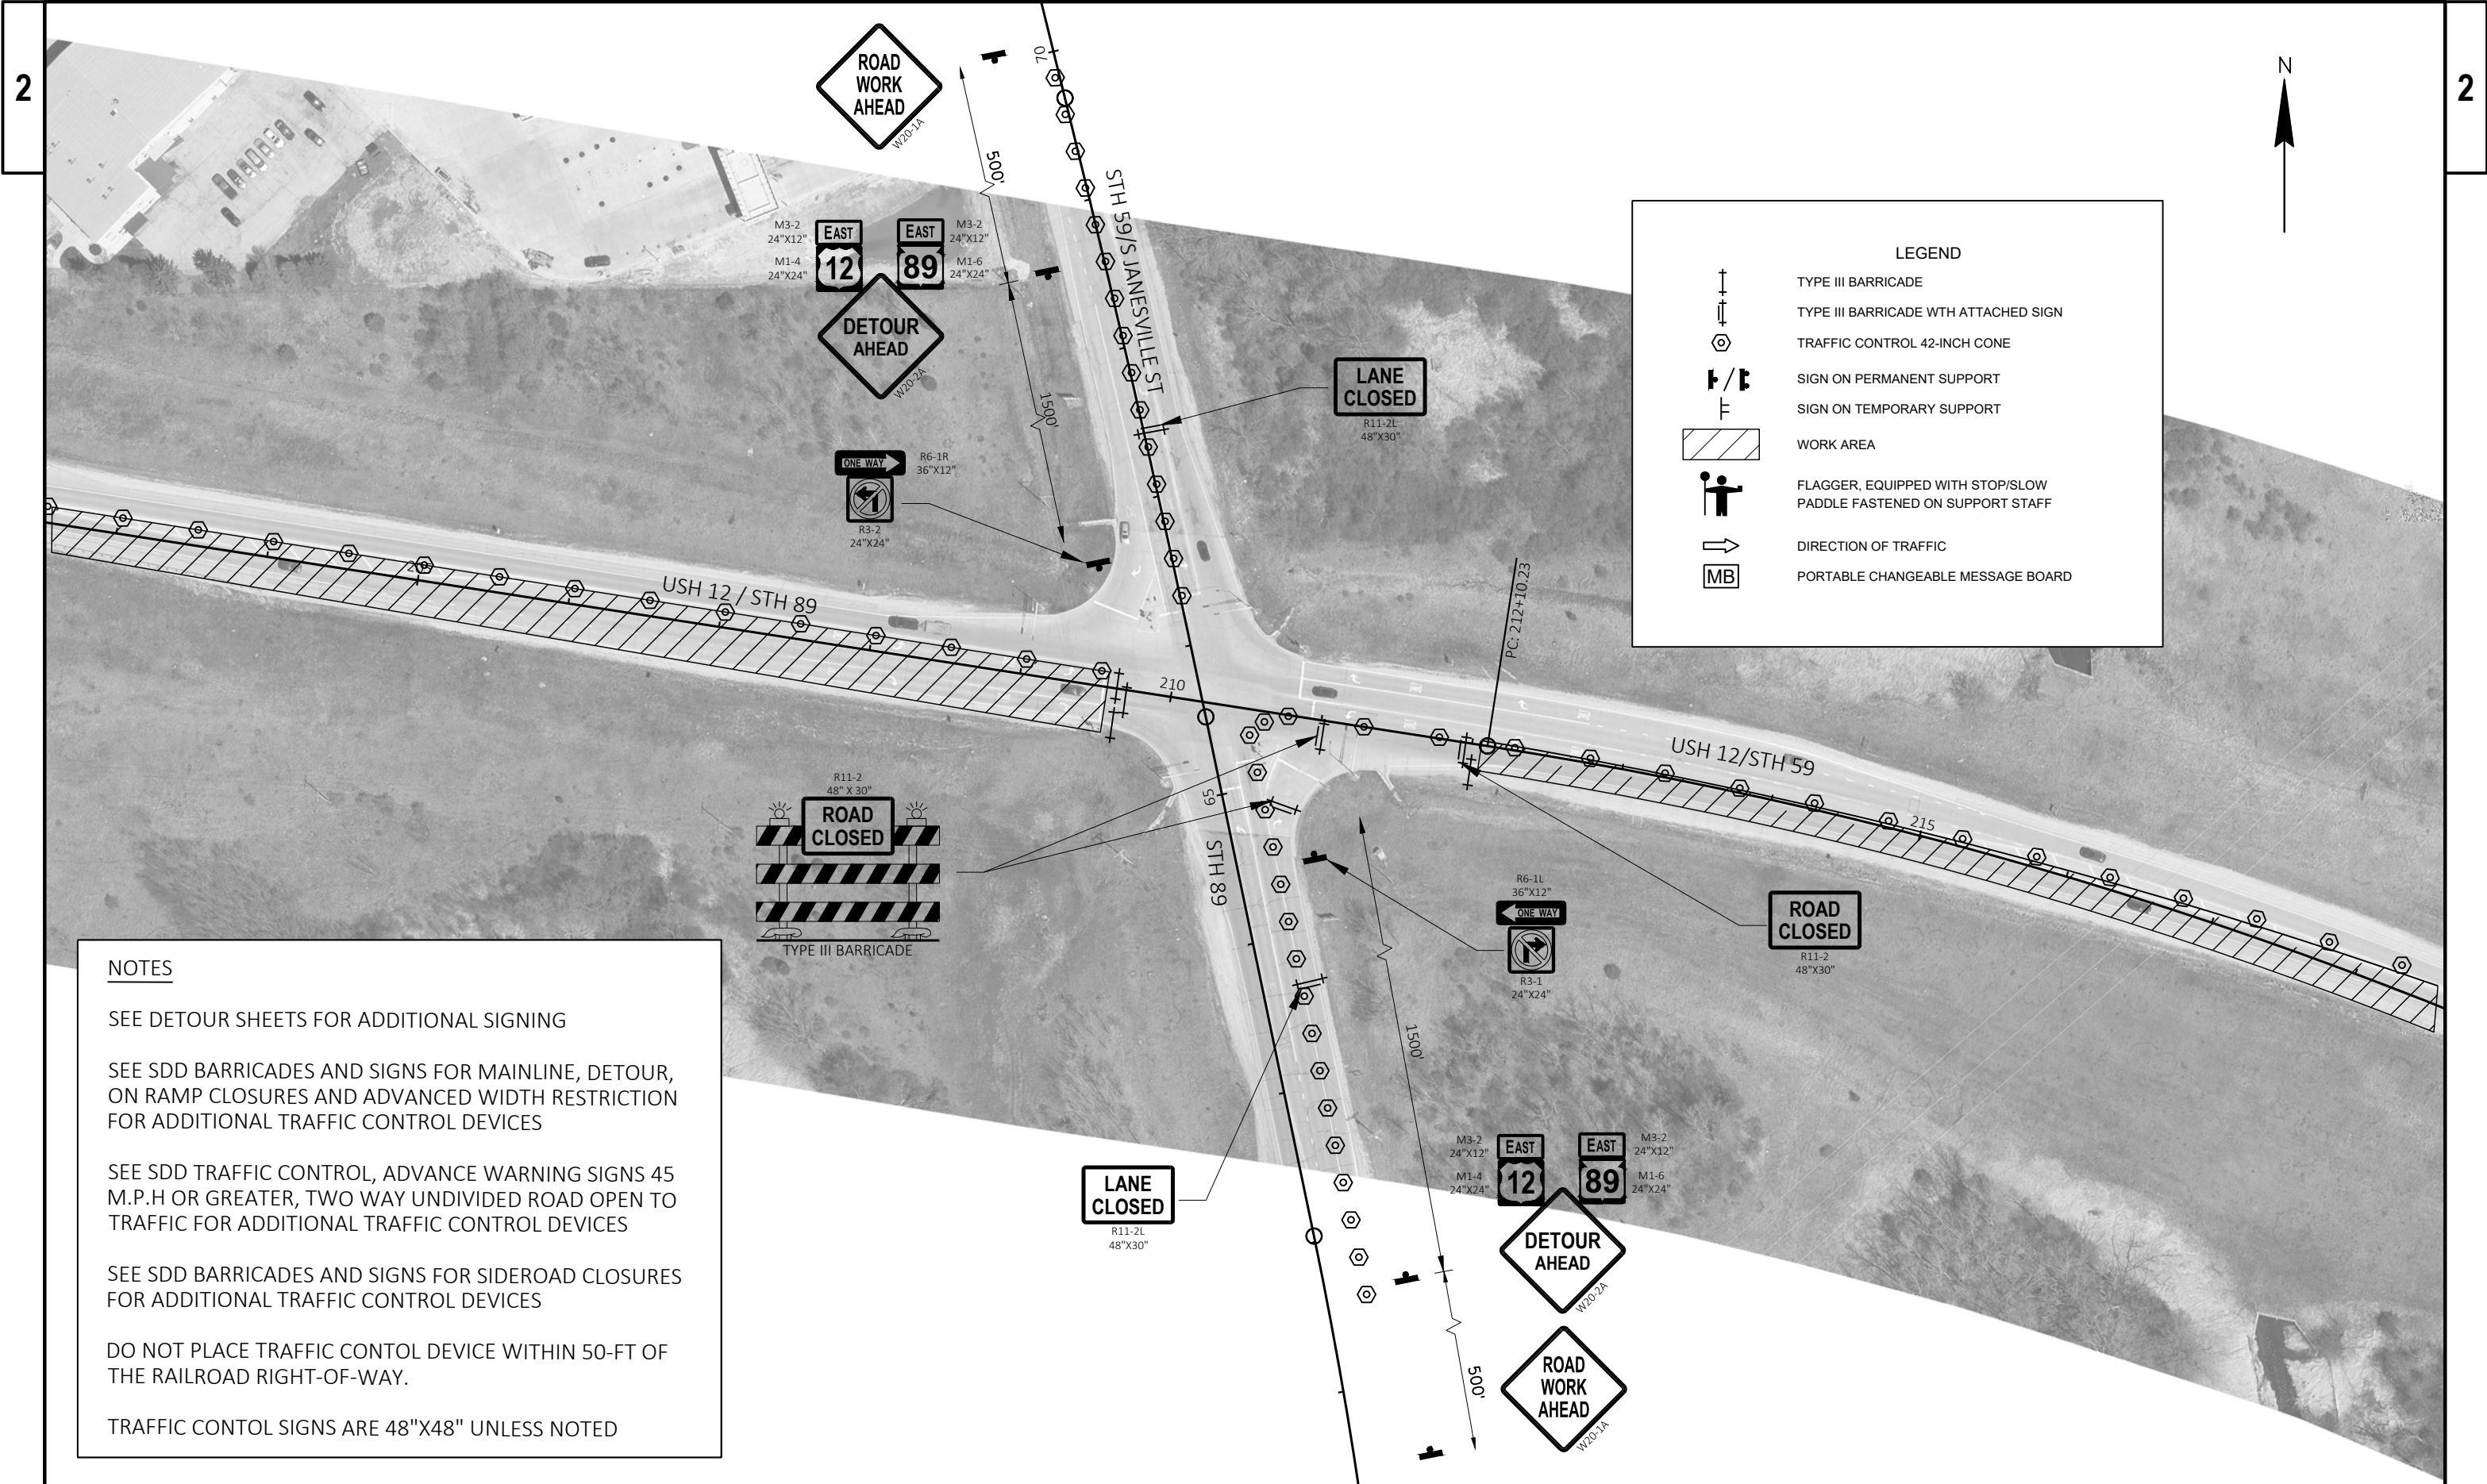 2
2
N
ROAD
WORK
AHEAD
W20-1A
70
500'
STH 59/S JANESVILLE ST
M3-2
24"X12"
EAST
EAST
M3-2
24"X12"
M1-4
24"X24"
12
89
M1-6
24"X24"
DETOUR
AHEAD
W20-2A
1500'
LANE
CLOSED
R11-2L
48"X30"
ONE WAY
R6-1R
36"X12"
R3-2
24"X24"
LEGEND
TYPE III BARRICADE
TYPE III BARRICADE WTH ATTACHED SIGN
TRAFFIC CONTROL 42-INCH CONE
SIGN ON PERMANENT SUPPORT
SIGN ON TEMPORARY SUPPORT
WORK AREA
FLAGGER, EQUIPPED WITH STOP/SLOW
PADDLE FASTENED ON SUPPORT STAFF
DIRECTION OF TRAFFIC
MB
PORTABLE CHANGEABLE MESSAGE BOARD
USH 12 / STH 89
PC: 212+10.23
210
USH 12/STH 59
215
65
STH 89
R11-2
48" X 30"
ROAD
CLOSED
TYPE III BARRICADE
R6-1L
36"X12"
ONE WAY
R3-1
24"X24"
ROAD
CLOSED
R11-2
48"X30"
1500'
LANE
CLOSED
R11-2L
48"X30"
M3-2
24"X12"
EAST
EAST
M3-2
24"X12"
M1-4
24"X24"
12
89
M1-6
24"X24"
DETOUR
AHEAD
W20-2A
500'
ROAD
WORK
AHEAD
W20-1A
NOTES
SEE DETOUR SHEETS FOR ADDITIONAL SIGNING
SEE SDD BARRICADES AND SIGNS FOR MAINLINE, DETOUR,
ON RAMP CLOSURES AND ADVANCED WIDTH RESTRICTION
FOR ADDITIONAL TRAFFIC CONTROL DEVICES
SEE SDD TRAFFIC CONTROL, ADVANCE WARNING SIGNS 45
M.P.H OR GREATER, TWO WAY UNDIVIDED ROAD OPEN TO
TRAFFIC FOR ADDITIONAL TRAFFIC CONTROL DEVICES
SEE SDD BARRICADES AND SIGNS FOR SIDEROAD CLOSURES
FOR ADDITIONAL TRAFFIC CONTROL DEVICES
DO NOT PLACE TRAFFIC CONTOL DEVICE WITHIN 50-FT OF
THE RAILROAD RIGHT-OF-WAY.
TRAFFIC CONTOL SIGNS ARE 48"X48" UNLESS NOTED